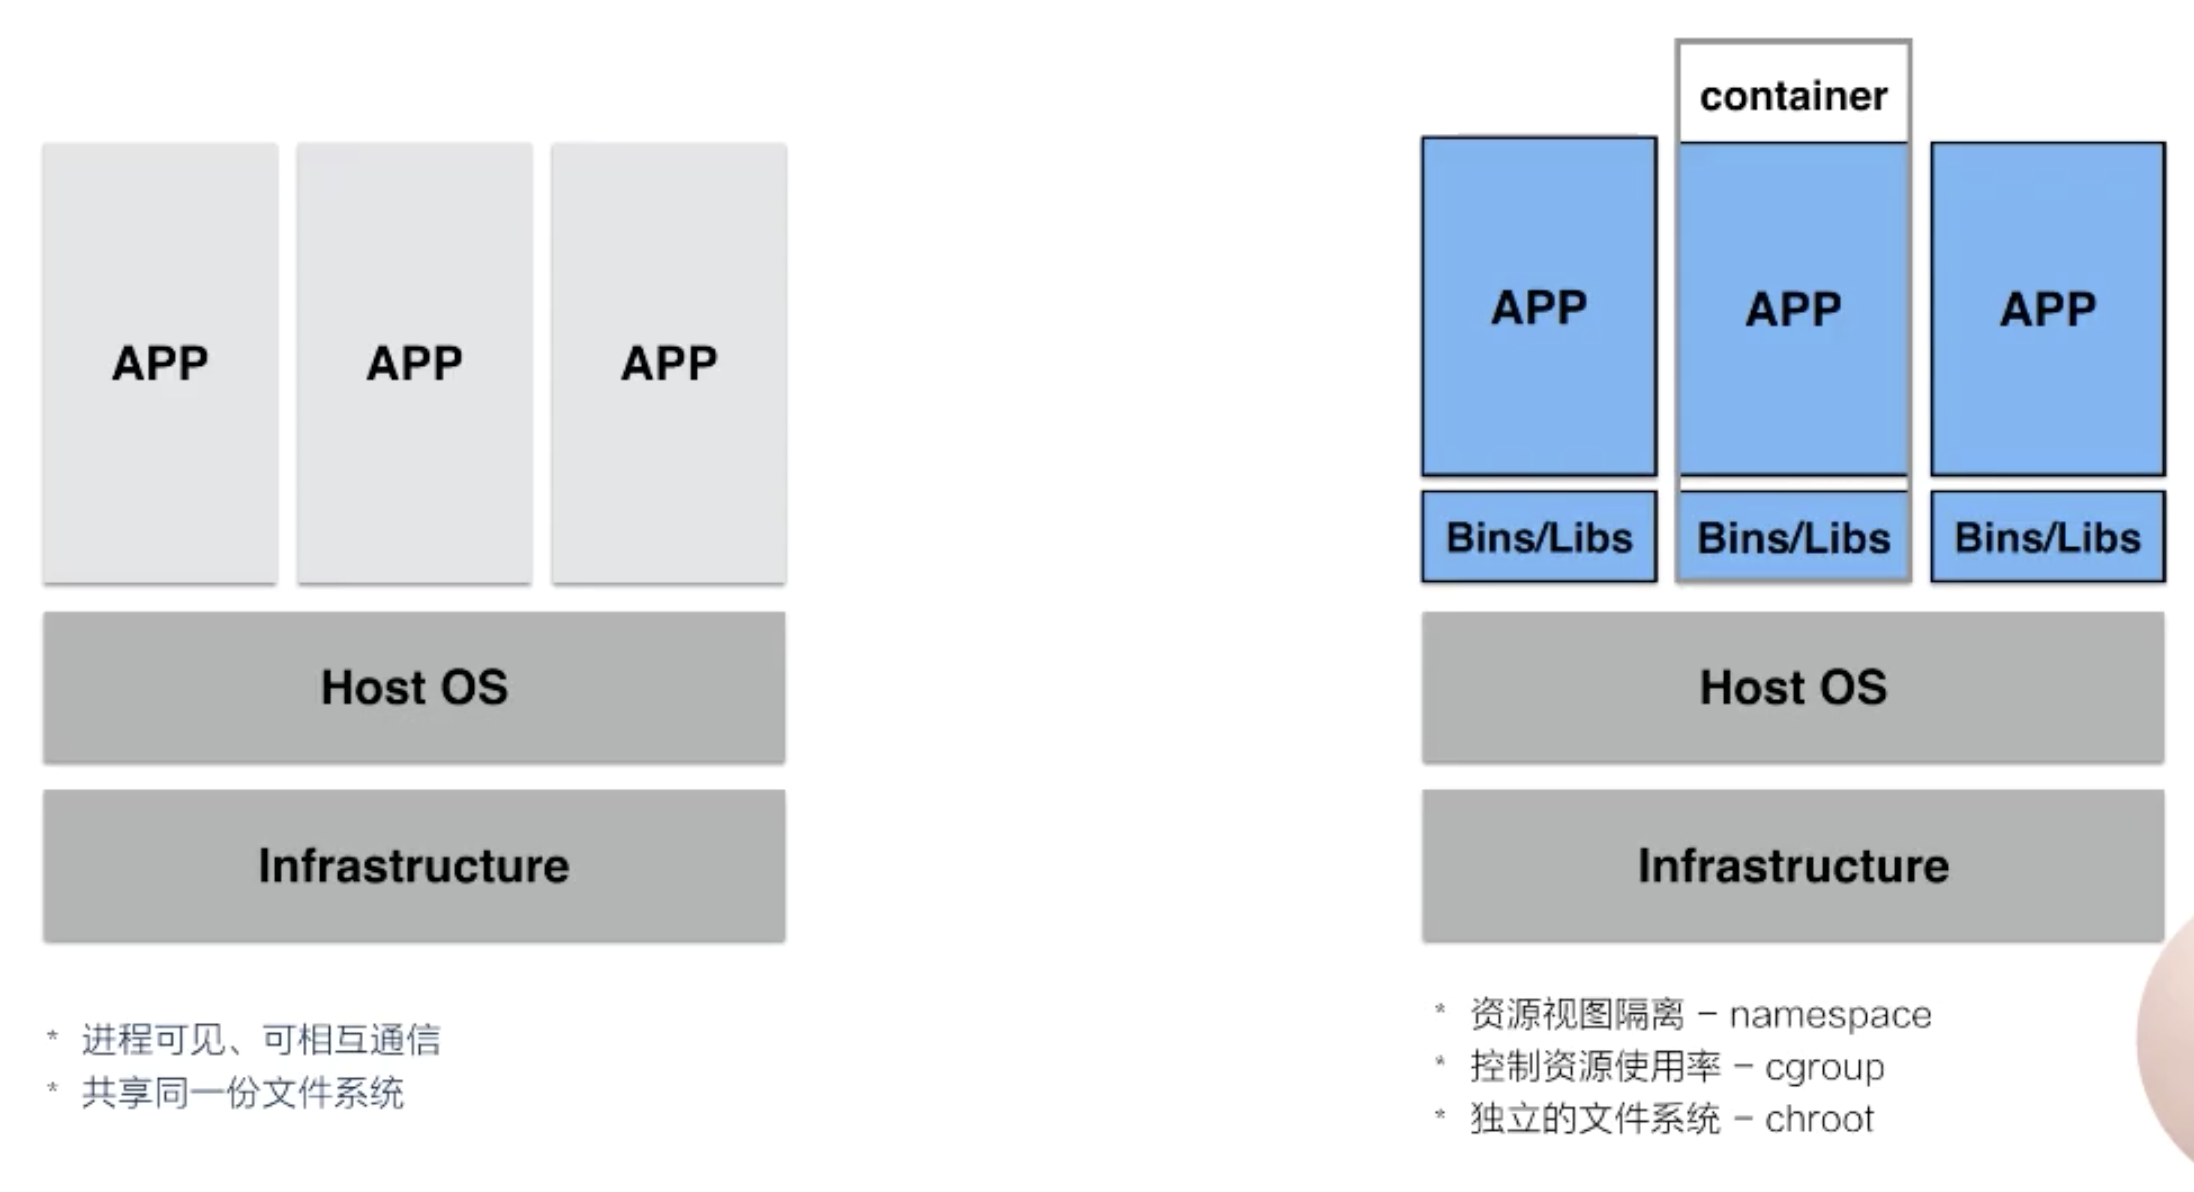 APP
APP
APP
Host OS
Infrastructure
* 进程可见、可相互通信
* 共享同一份文件系统
container
APP
APP
APP
Bins/Libs
Bins/Libs
Bins/Libs
Host OS
Infrastructure
* 资源视图隔离 – namespace
* 控制资源使用率 – cgroup
* 独立的文件系统 – chroot